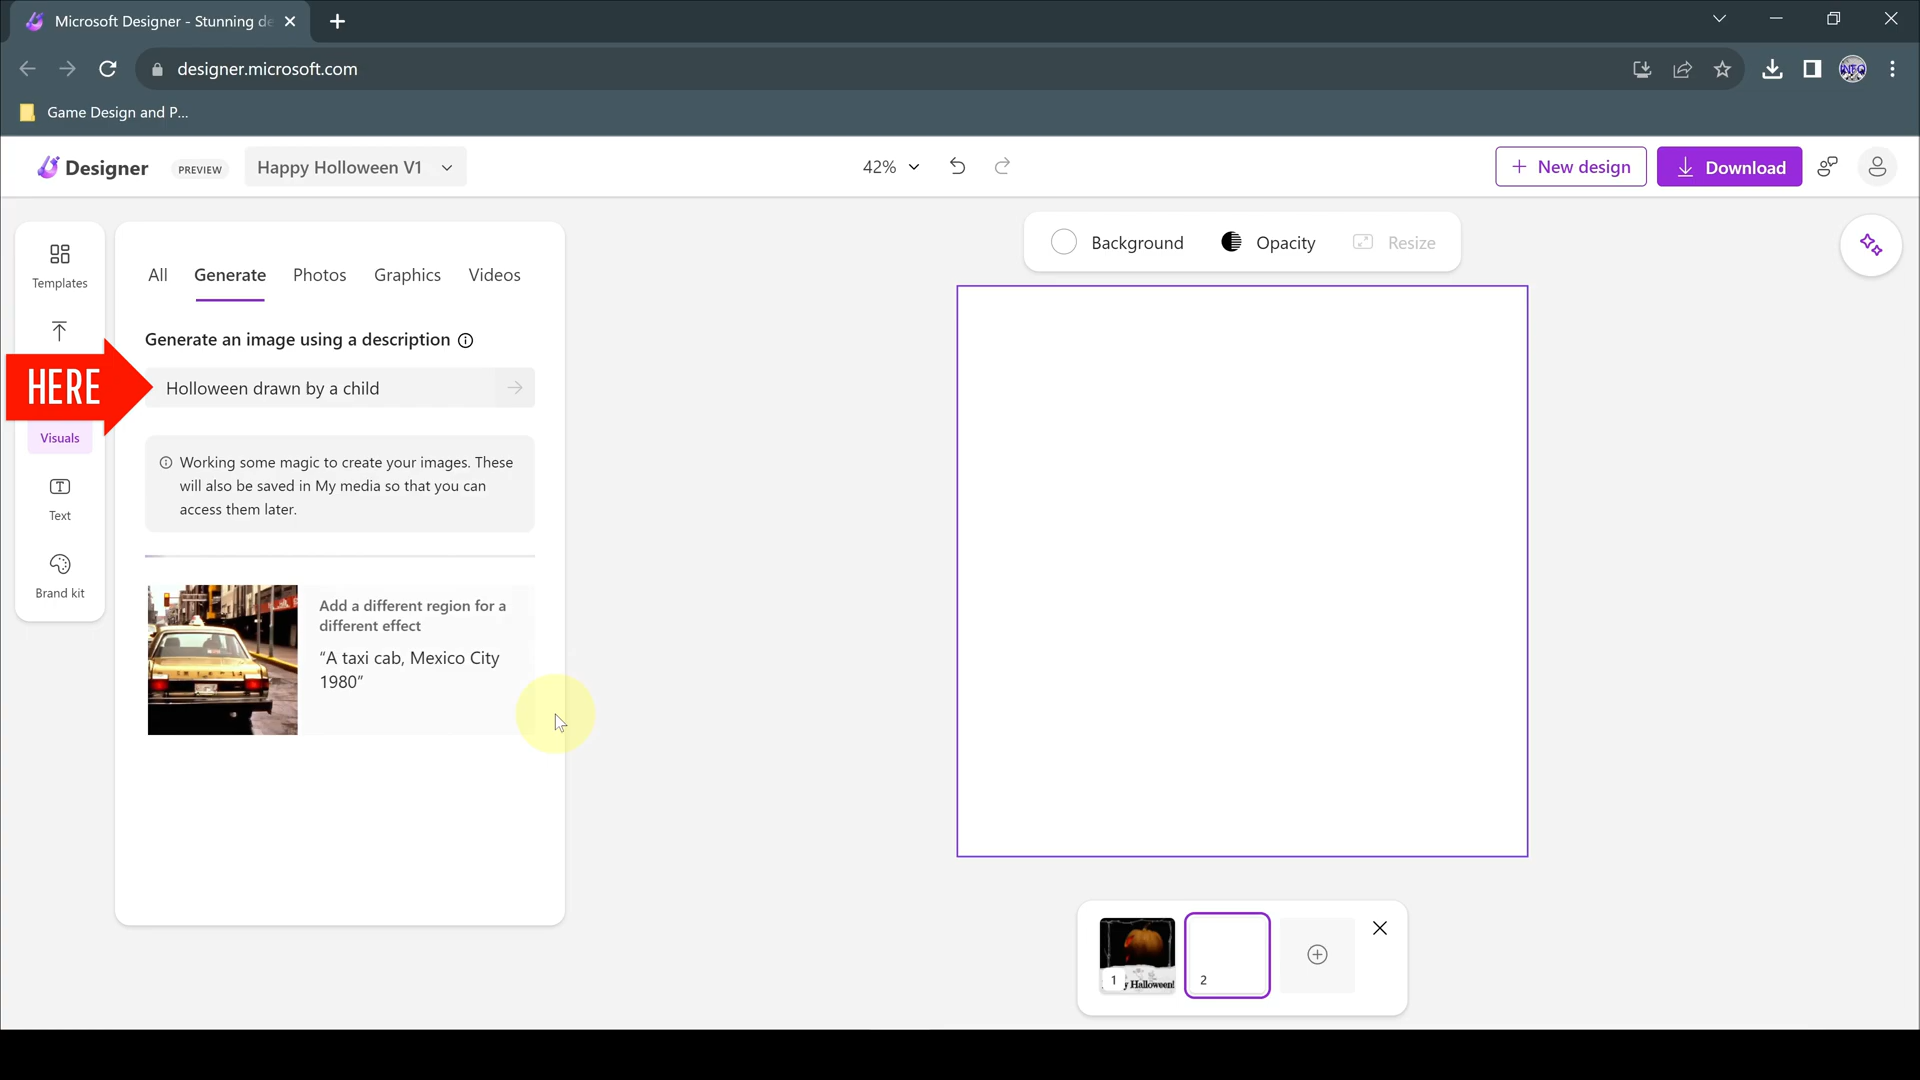 Microsoft Designer - Stunning de
designer.microsoft.com
Game Design and P...
Designer
PREVIEW
Happy Holloween V1
42%
New design
Download
Templates
All
Generate
Photos
Graphics
Videos
Background
Opacity
Resize
Generate an image using a description
HERE
Holloween drawn by a child
Visuals
Working some magic to create your images. These
will also be saved in My media so that you can
access them later.
Text
Brand kit
Add a different region for a
different effect
“A taxi cab, Mexico City
1980”
1
y Halloween!
2